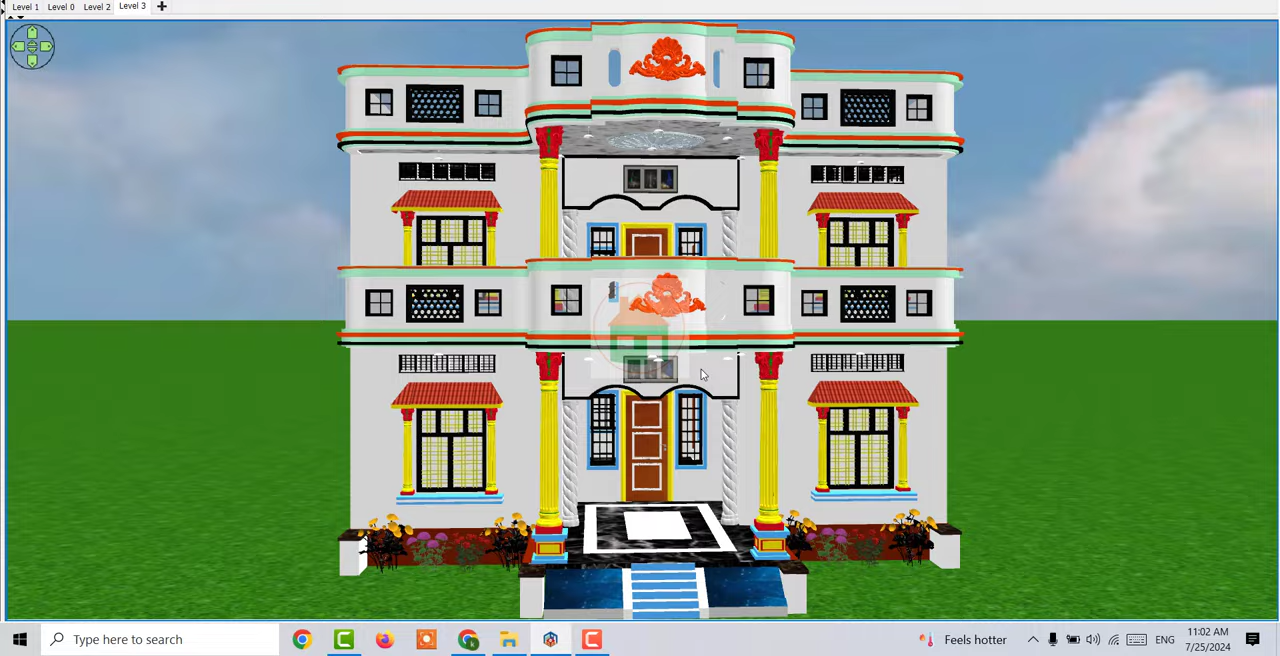 Level 1 Level 0 Level 2 Level 3
Type here to search
Feels hotter
ENG
11:02 AM
7/25/2024